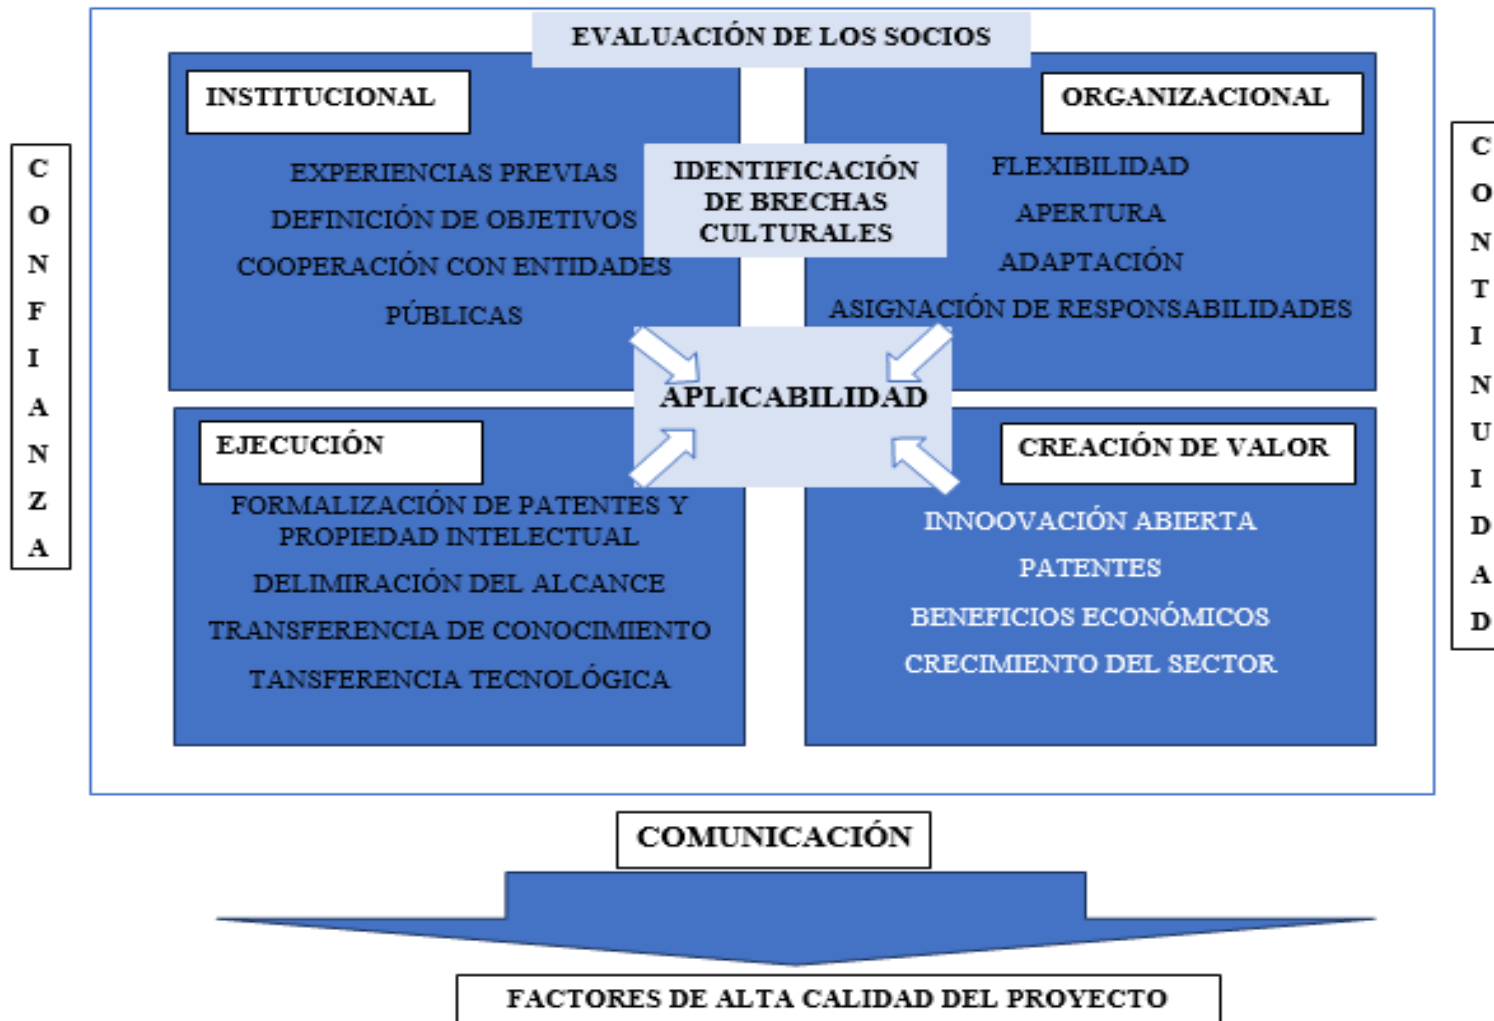 EVALUACIÓN DE LOS SOCIOS
INSTITUCIONAL
EXPERIENCIAS PREVIAS
DEFINICIÓN DE OBJETIVOS
COOPERACIÓN CON ENTIDADES
PÚBLICAS
IDENTIFICACIÓN
DE BRECHAS
CULTURALES
ORGANIZACIONAL
FLEXIBILIDAD
APERTURA
ADAPTACIÓN
ASIGNACIÓN DE RESPONSABILIDADES
CONFIANZA
APLICABILIDAD
CONTINUIDAD
EJECUCIÓN
FORMALIZACIÓN DE PATENTES Y
PROPIEDAD INTELECTUAL
DELIMIRACIÓN DEL ALCANCE
TRANSFERENCIA DE CONOCIMIENTO
TANSFERENCIA TECNOLÓGICA
CREACIÓN DE VALOR
INNOOVACIÓN ABIERTA
PATENTES
BENEFICIOS ECONÓMICOS
CRECIMIENTO DEL SECTOR
COMUNICACIÓN
FACTORES DE ALTA CALIDAD DEL PROYECTO